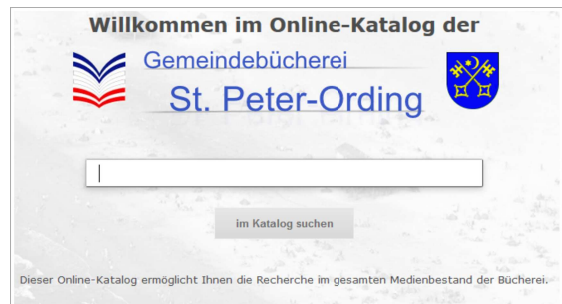 Willkommen im Online-Katalog der
Gemeindebücherei
St. Peter-Ording
im Katalog suchen
Dieser Online-Katalog ermöglicht Ihnen die Recherche im gesamten Medienbestand der Bücherei.